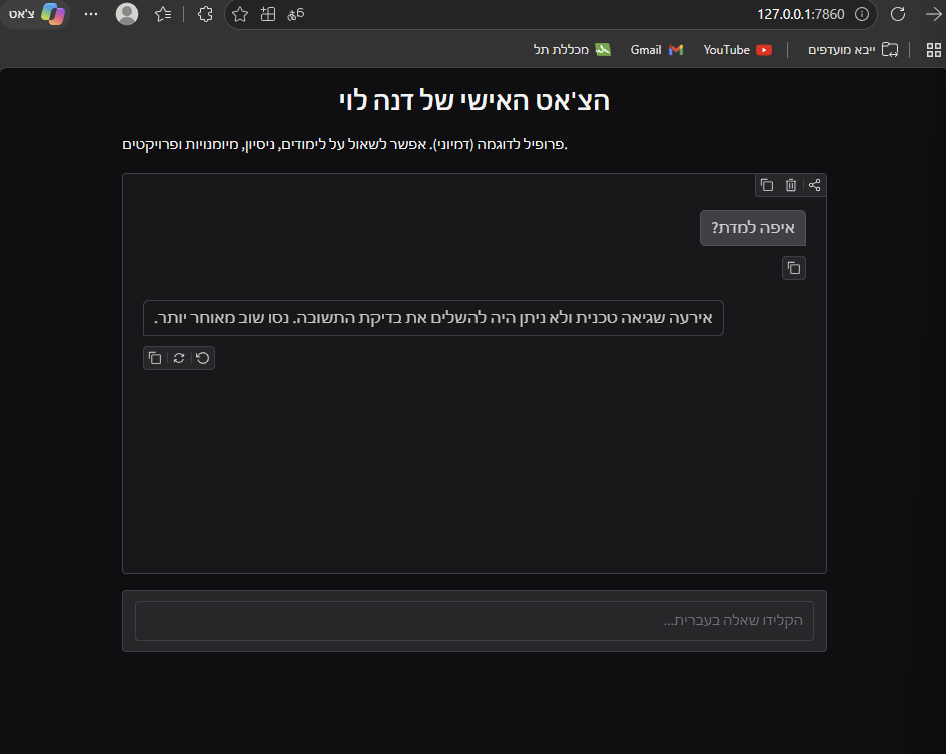 צ'אט
127.0.0.1:7860
ייבא מועדפים
YouTube
Gmail
מכללת תל
הצ'אט האישי של דנה לוי
פרופיל לדוגמה (דמיוני). אפשר לשאול על לימודים, ניסיון, מיומנויות ופרויקטים.
איפה למדת?
אירעה שגיאה טכנית ולא ניתן היה להשלים את בדיקת התשובה. נסו שוב מאוחר יותר.
הקלידו שאלה בעברית...